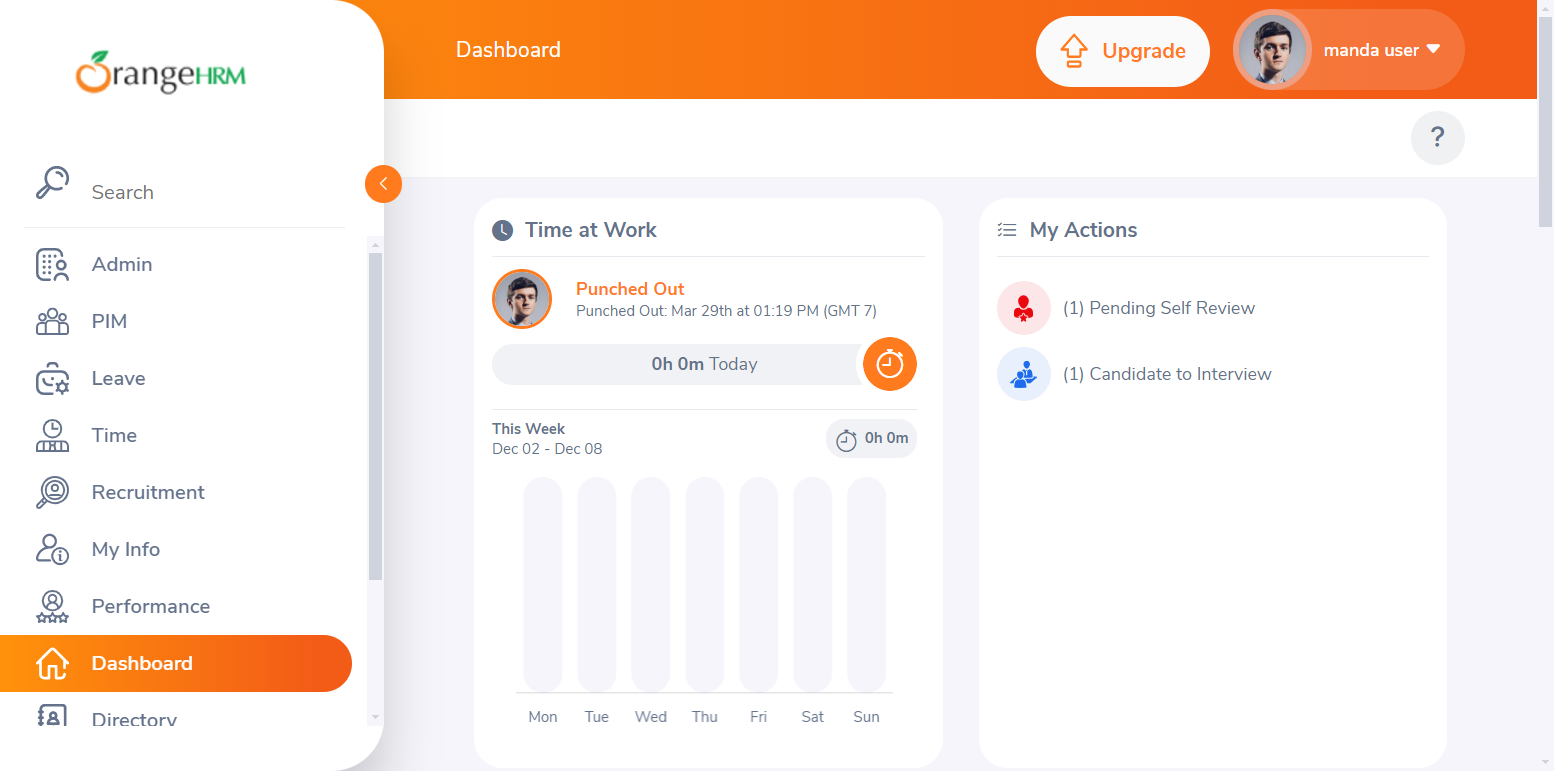 OrangeHRM
Dashboard
Upgrade
manda user
?
Search
Admin
PIM
Leave
Time
Recruitment
My Info
Performance
Dashboard
Directory
Time at Work
Punched Out
Punched Out: Mar 29th at 01:19 PM (GMT 7)
0h 0m Today
This Week
Dec 02 - Dec 08
0h 0m
Mon Tue Wed Thu Fri Sat Sun
My Actions
(1) Pending Self Review
(1) Candidate to Interview